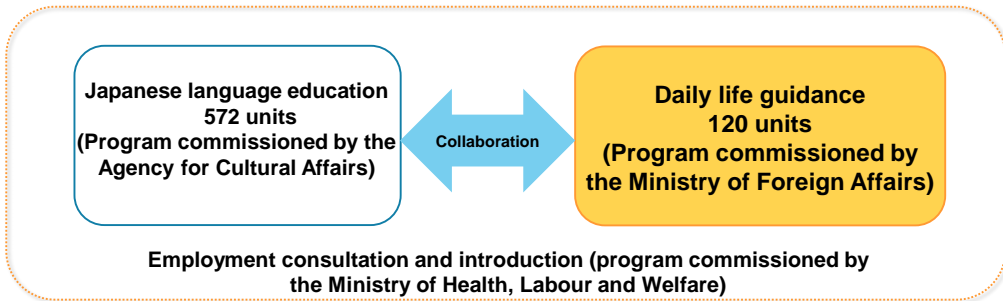 Japanese language education
572 units
(Program commissioned by the
Agency for Cultural Affairs)
Collaboration
Daily life guidance
120 units
(Program commissioned by
the Ministry of Foreign Affairs)
Employment consultation and introduction (program commissioned by
the Ministry of Health, Labour and Welfare)